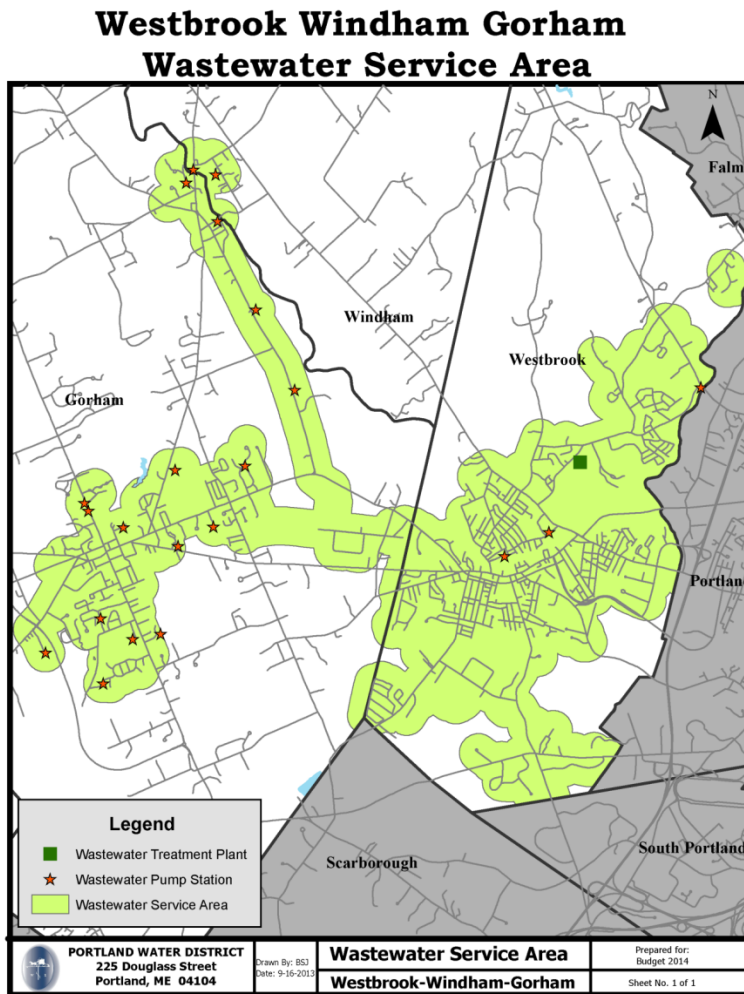 Westbrook Windham Gorham
Wastewater Service Area
N
Falm
Windham
Westbrook
Gorham
Portland
Legend
Wastewater Treatment Plant
Wastewater Pump Station
Wastewater Service Area
Scarborough
South Portland
PORTLAND WATER DISTRICT
225 Douglass Street
Portland, ME 04104
Drawn By: BSJ
Date: 9-16-2013
Wastewater Service Area
Westbrook-Windham-Gorham
Prepared for:
Budget 2014
Sheet No. 1 of 1